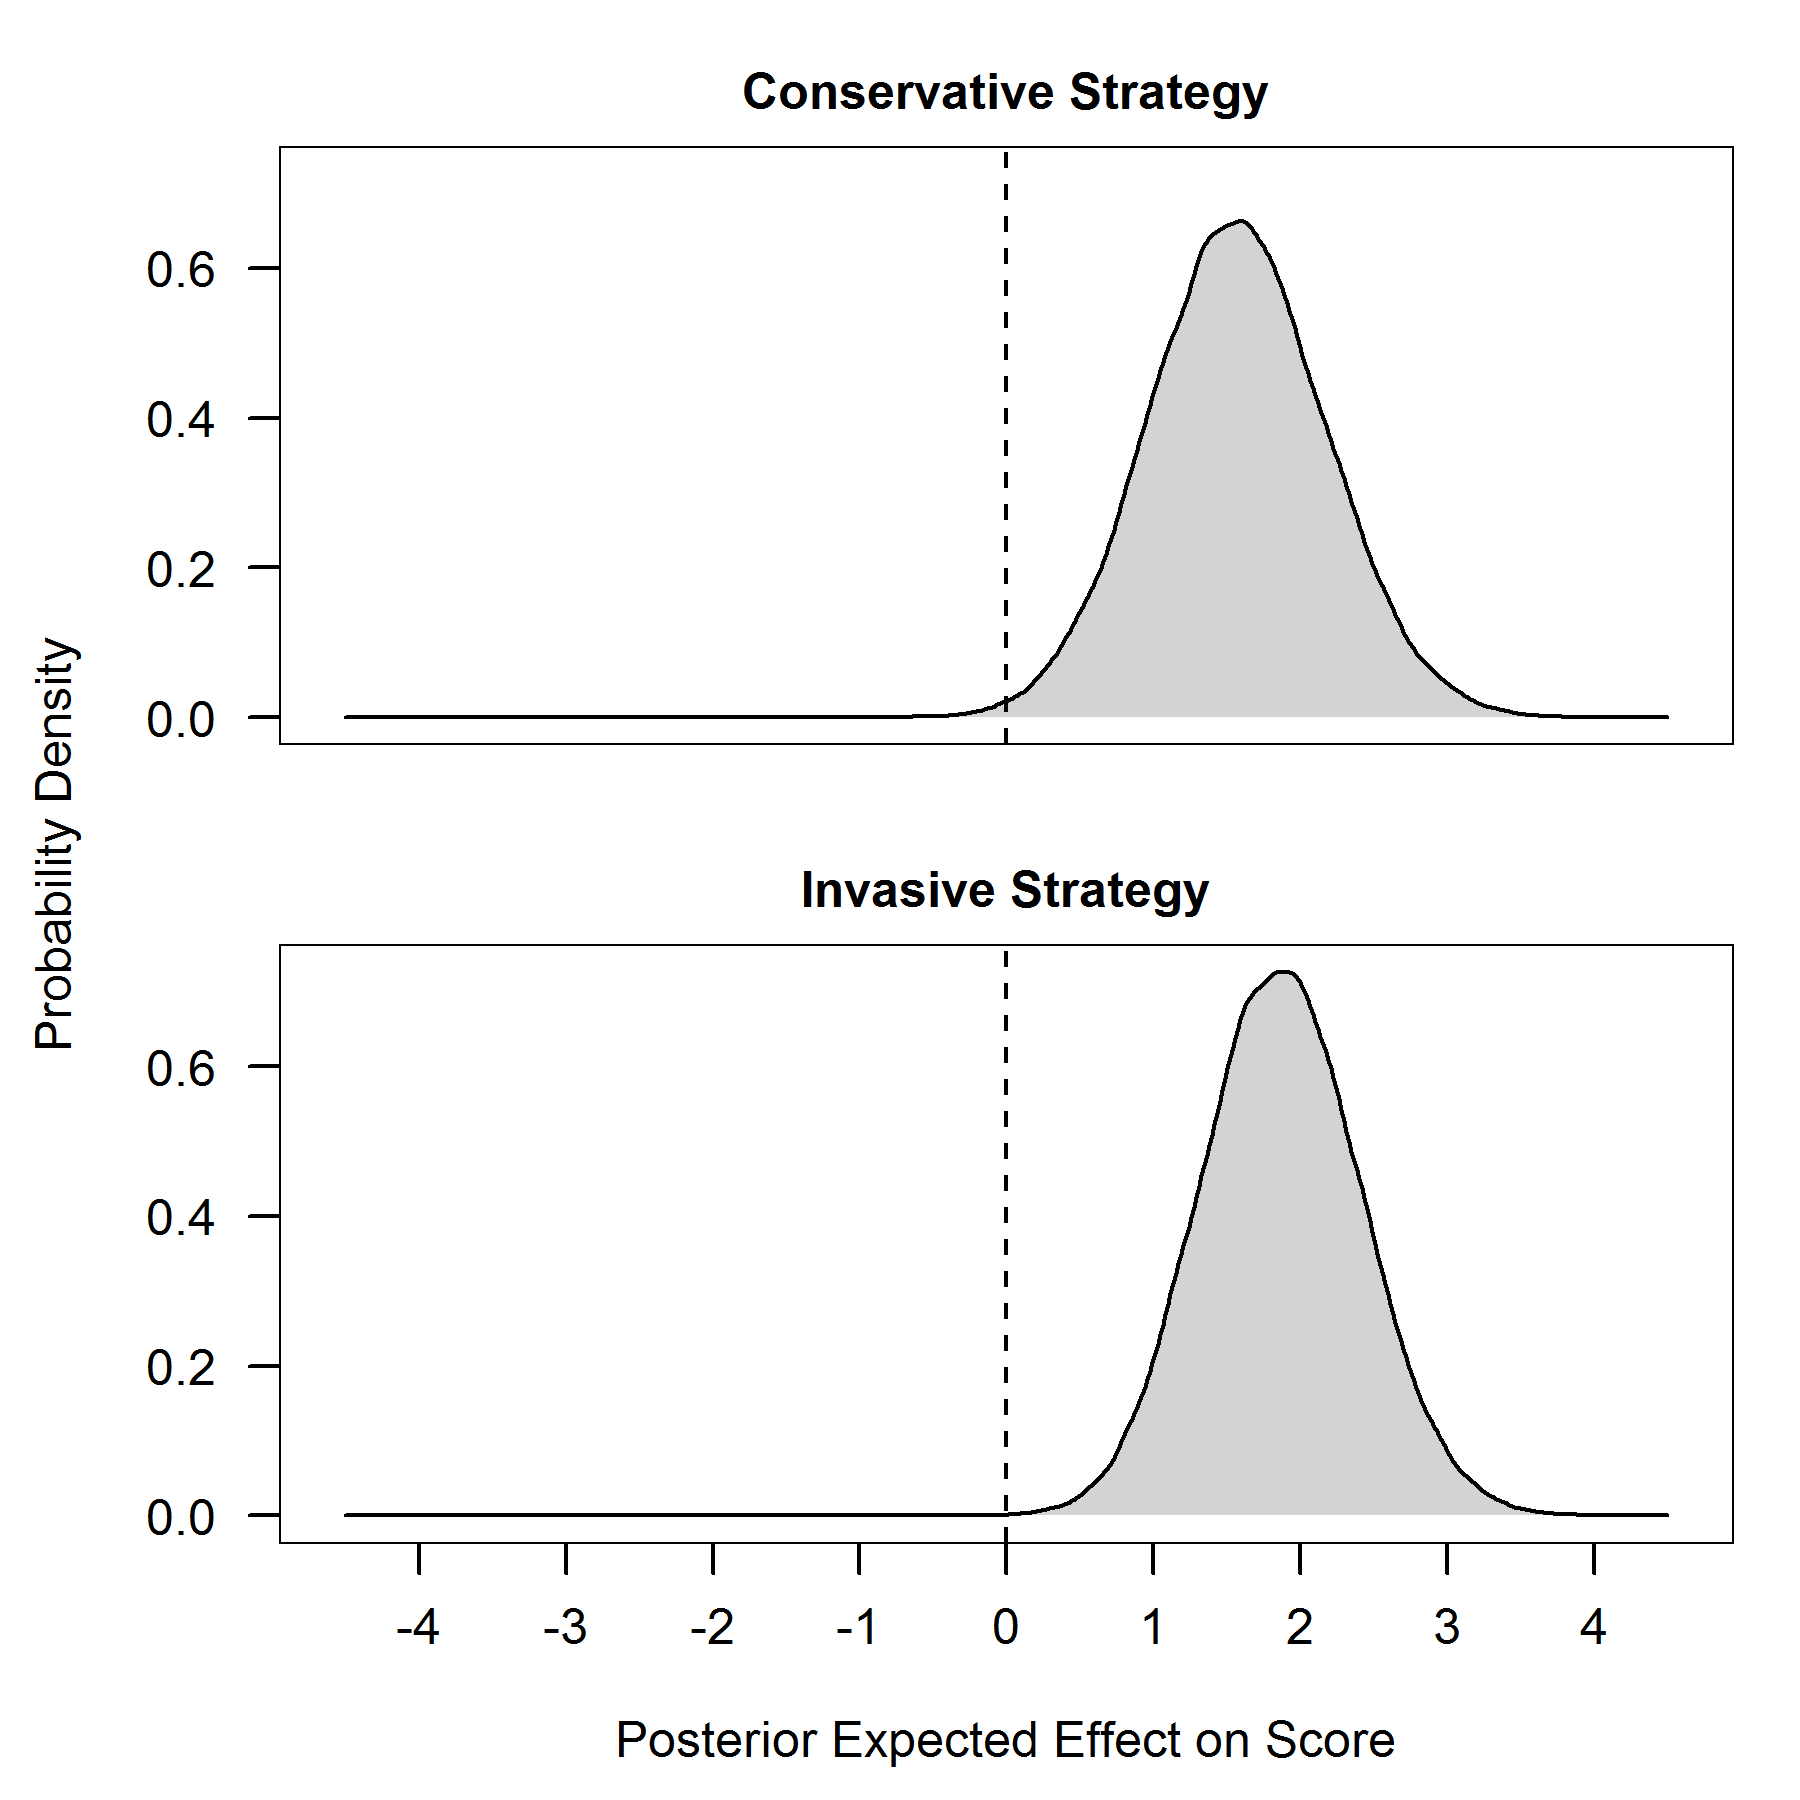 Conservative Strategy
0.6
0.4
0.2
0.0
Probability Density
Invasive Strategy
0.6
0.4
0.2
0.0
-4 -3 -2 -1 0 1 2 3 4
Posterior Expected Effect on Score